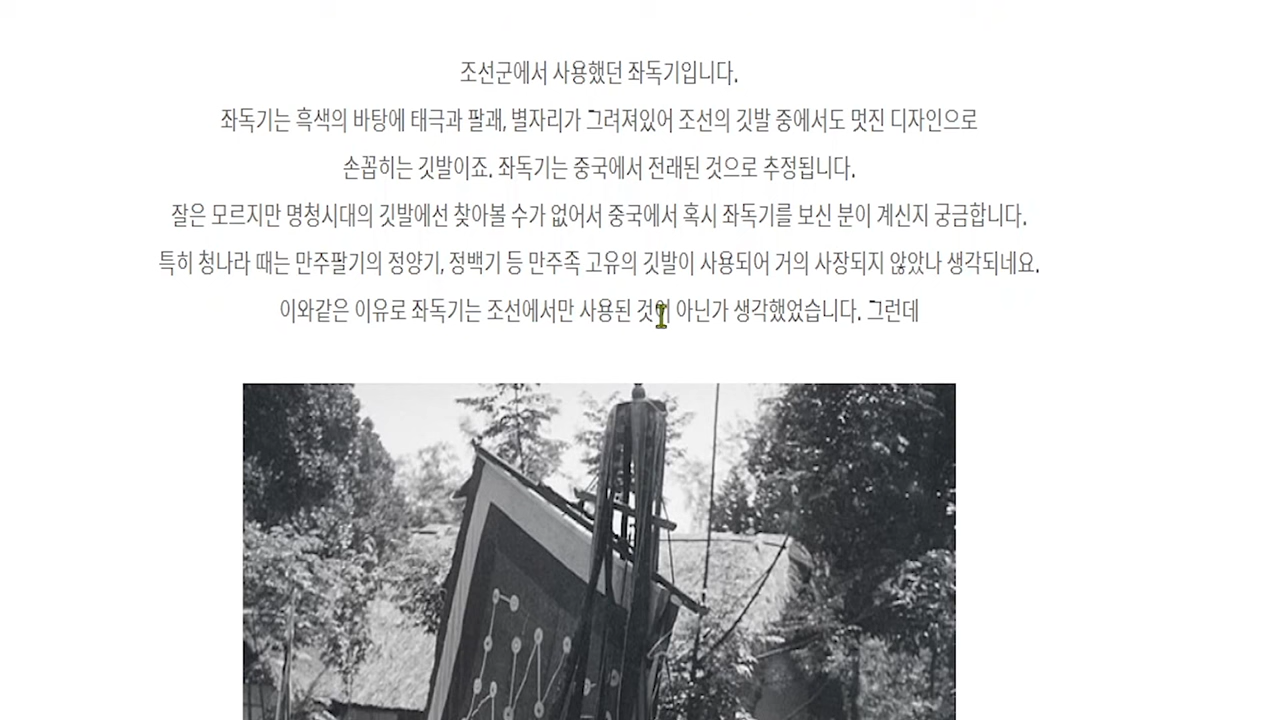 조선군에서 사용했던 좌독기입니다.
좌독기는 흑색의 바탕에 태극과 팔괘, 별자리가 그려져있어 조선의 깃발 중에서도 멋진 디자인으로
손꼽히는 깃발이죠. 좌독기는 중국에서 전래된 것으로 추정됩니다.
잘은 모르지만 명청시대의 깃발에선 찾아볼 수가 없어서 중국에서 혹시 좌독기를 보신 분이 계신지 궁금합니다.
특히 청나라 때는 만주팔기의 정양기, 정백기 등 만주족 고유의 깃발이 사용되어 거의 사장되지 않았나 생각되네요.
이와같은 이유로 좌독기는 조선에서만 사용된 것이 아닌가 생각했었습니다. 그런데